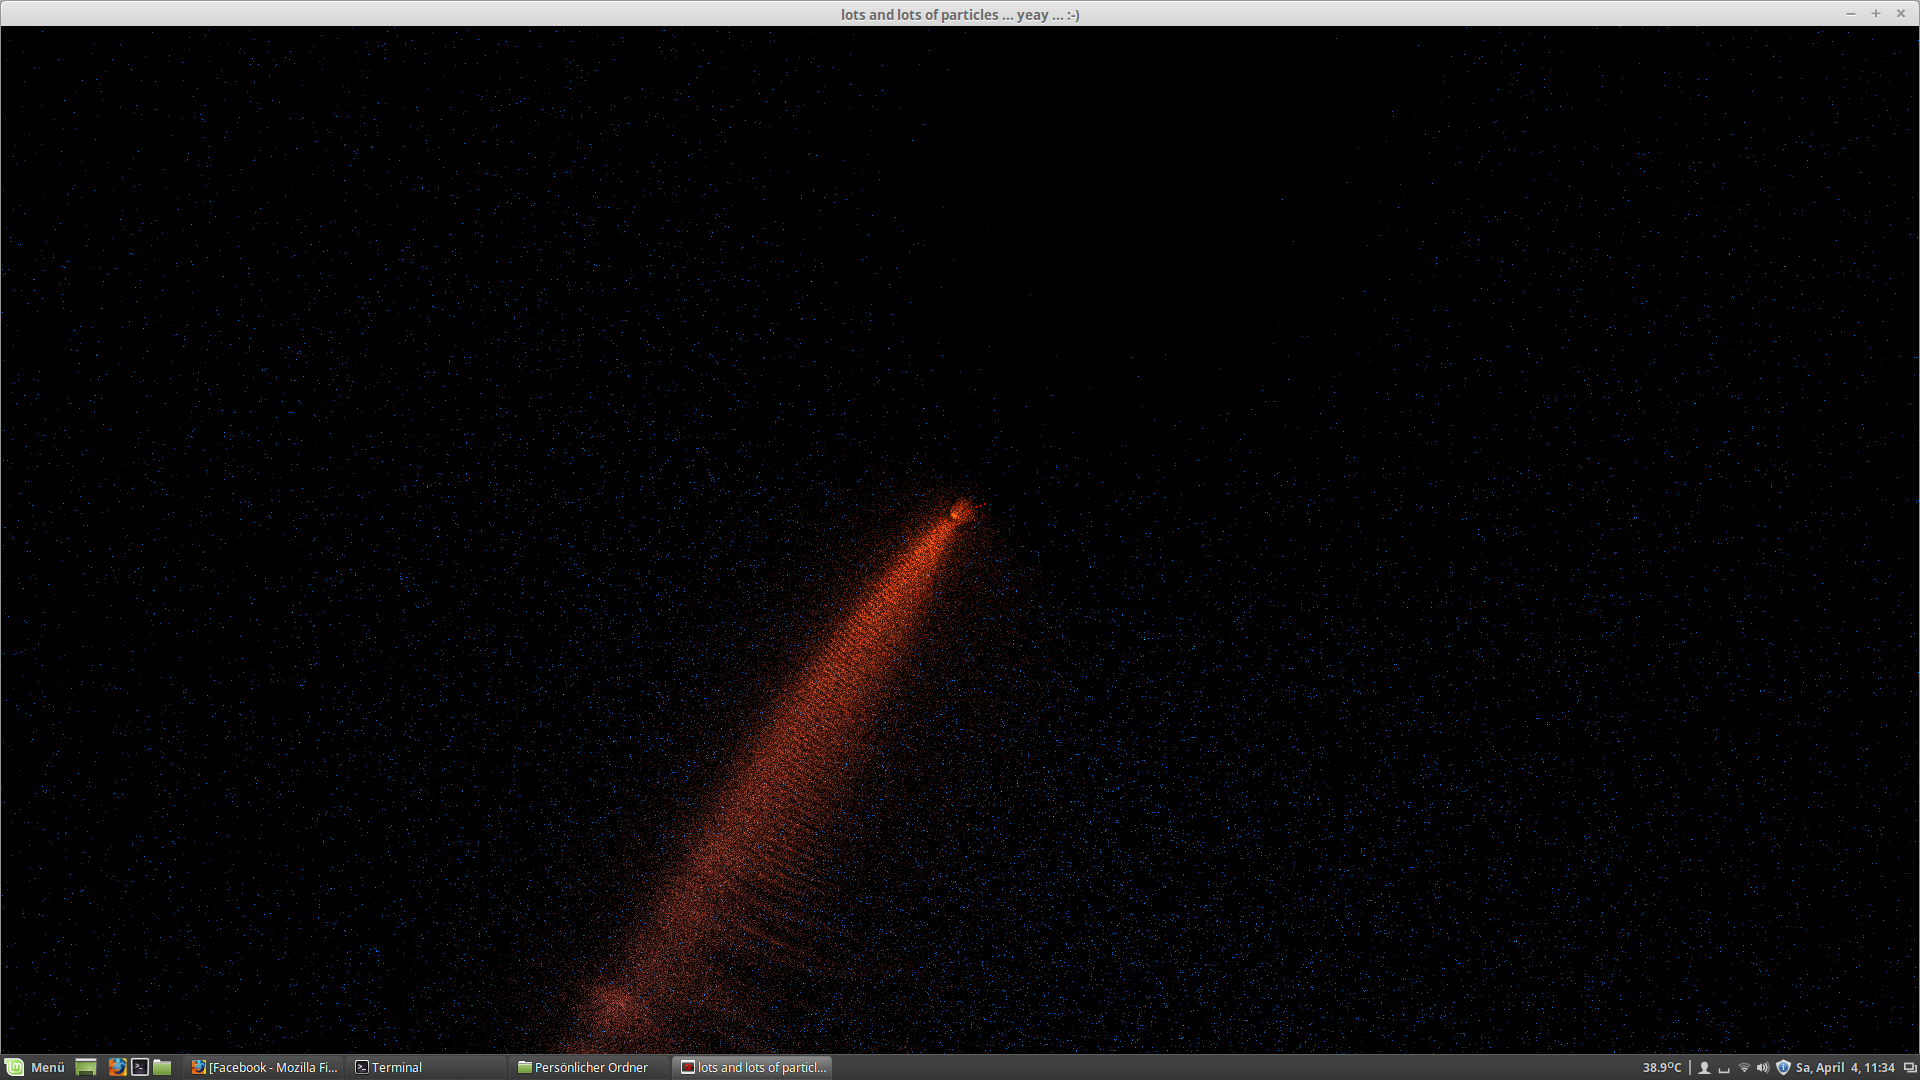 lots and lots of particles ... yeay ... :-)
Menü [Facebook - Mozilla Fi... Terminal Persönlicher Ordner lots and lots of particl... 38.9°C Sa, April 4, 11:34